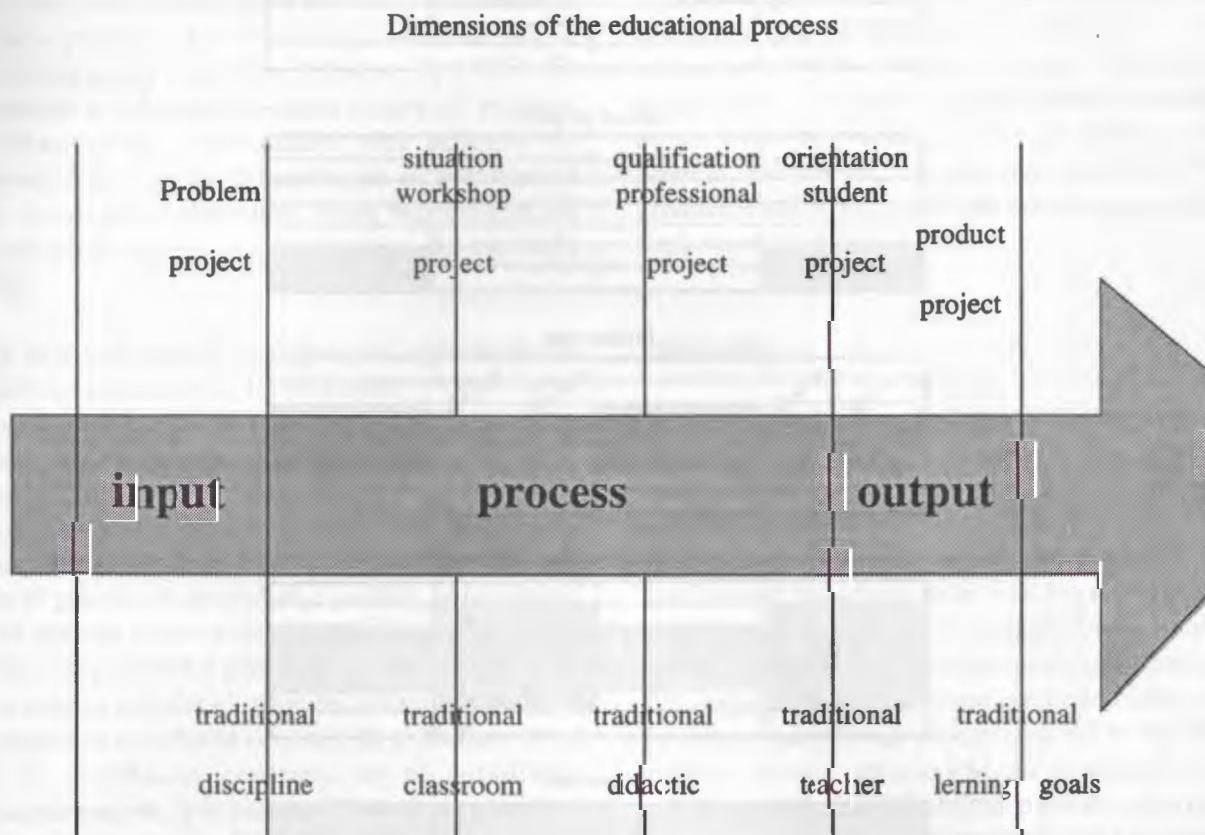 Dimensions of the educational process
situation qualification orientation
Problem workshop professional student
product
project project project project
project
input process output
traditional traditional traditional traditional traditional
discipline classroom didactic teacher lerning goals